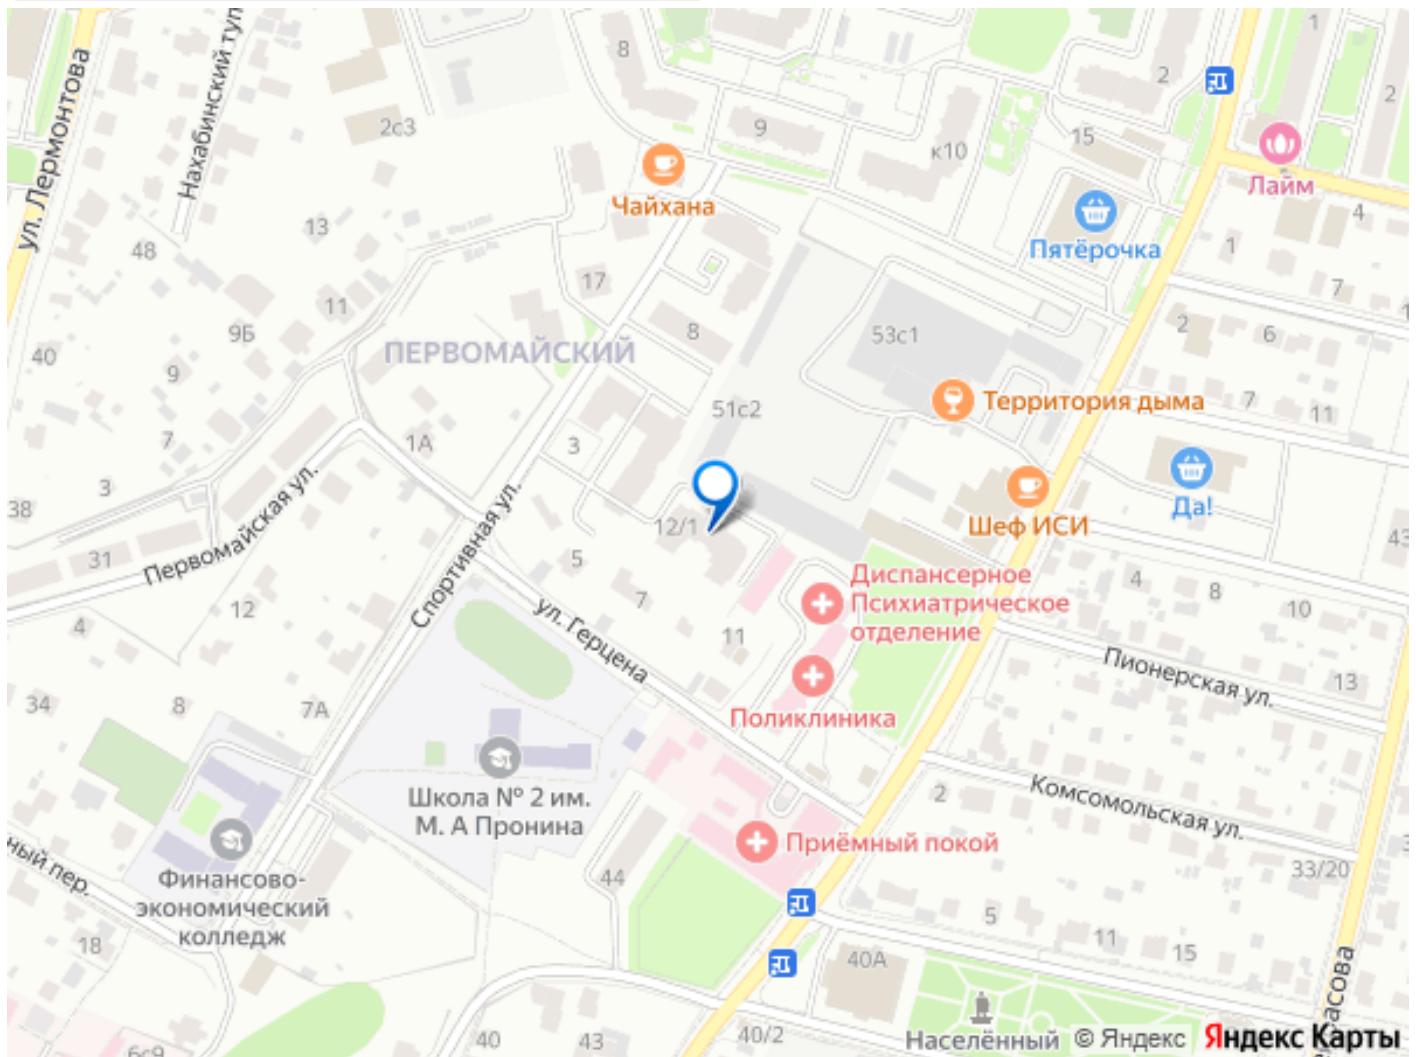 8
2
1
2
ул. Лермонтова
Нахабинский туп
2с3
9
15
к10
Чайхана
Лайм
Пятёрочка
4
13
48
1
17
7
11
9Б
8
53с1
2
6
40
ПЕРВОМАЙСКИЙ
9
Территория дыма
7
11
51с2
7
1А
3
3
38
Да!
Шеф ИСИ
12/1
43
Первомайская ул.
Спортивная ул.
31
5
Диспансерное
Психиатрическое
отделение
4
8
10
12
7
ул. Герцена
4
11
Пионерская ул.
13
34
8
7А
Поликлиника
Школа № 2 им.
М. А Пронина
2
Комсомольская ул.
Приёмный покой
ный пер.
33/20
Финансово-
экономический
колледж
44
5
11
15
18
40А
40
43
40/2
6с9
Населённый
асова
© Яндекс
Яндекс Карты